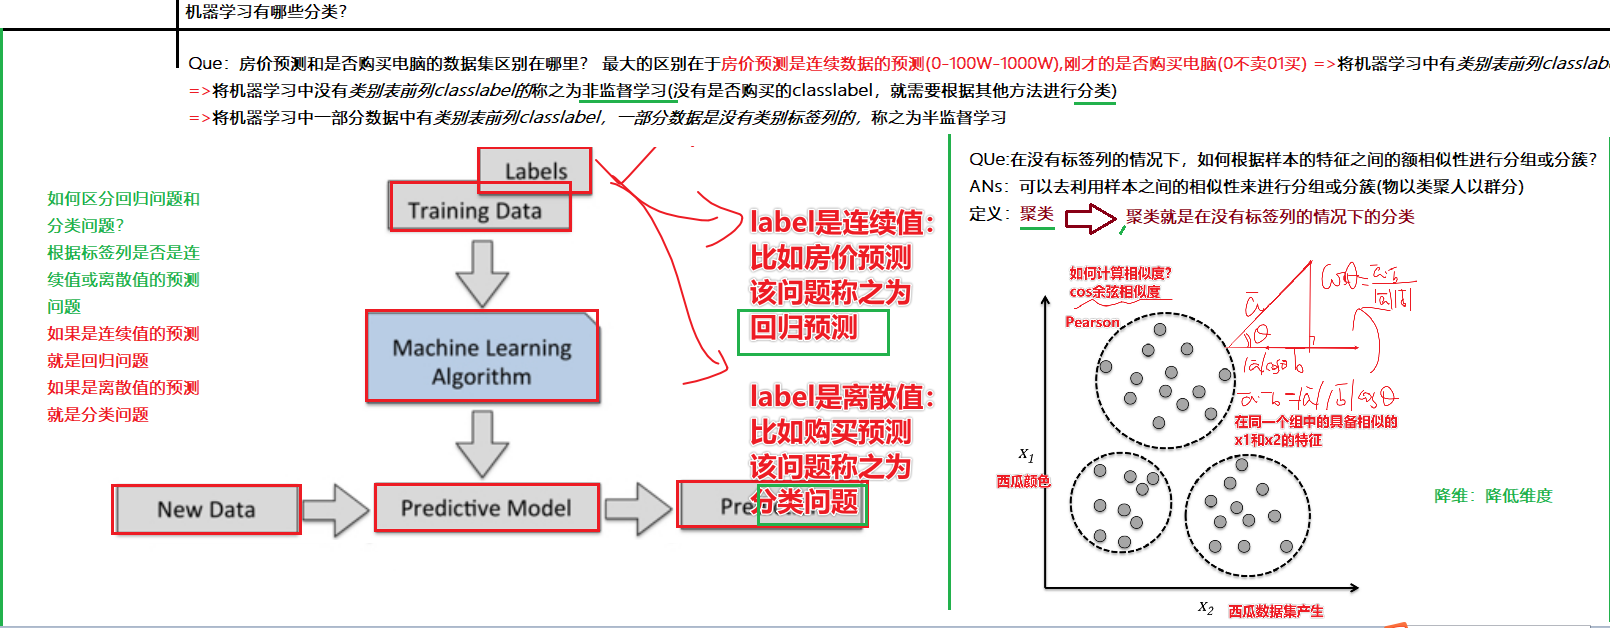 机器学习有哪些分类？
Que：房价预测和是否购买电脑的数据集区别在哪里？ 最大的区别在于房价预测是连续数据的预测(0-100W-1000W),刚才的是否购买电脑(0不卖01买) =>将机器学习中有类别表前列classlabe
=>将机器学习中没有类别表前列classlabel的称之为非监督学习(没有是否购买的classlabel，就需要根据其他方法进行分类)
=>将机器学习中一部分数据中有类别表前列classlabel，一部分数据是没有类别标签列的，称之为半监督学习
如何区分回归问题和
分类问题？
根据标签列是否是连
续值或离散值的预测
问题
如果是连续值的预测
就是回归问题
如果是离散值的预测
就是分类问题
Labels
Training Data
Machine Learning
Algorithm
New Data
Predictive Model
Pre
label是连续值：
比如房价预测
该问题称之为
回归预测
label是离散值：
比如购买预测
该问题称之为
分类问题
QUe:在没有标签列的情况下，如何根据样本的特征之间的额相似性进行分组或分簇？
ANs：可以去利用样本之间的相似性来进行分组或分簇(物以类聚人以群分)
定义：聚类 聚类就是在没有标签列的情况下的分类
如何计算相似度？
cos余弦相似度
Pearson
cosθ=a·b/|a||b|
a
θ
|a|cosθ b
a·b=|a||b|cosθ
在同一个组中的具备相似的
x1和x2的特征
x1
西瓜颜色
x2 西瓜数据集产生
降维：降低维度